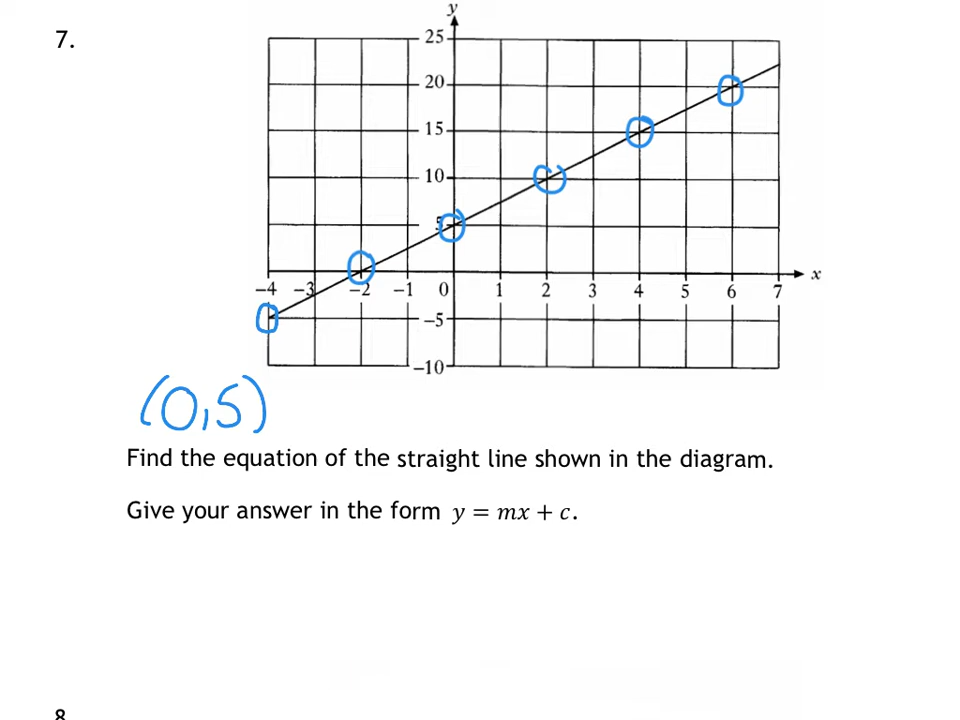 7.
y
25
20
15
10
5
-4 -3 -2 -1 0 1 2 3 4 5 6 7 x
-5
-10
(0,5)
Find the equation of the straight line shown in the diagram.
Give your answer in the form y = mx + c.
8